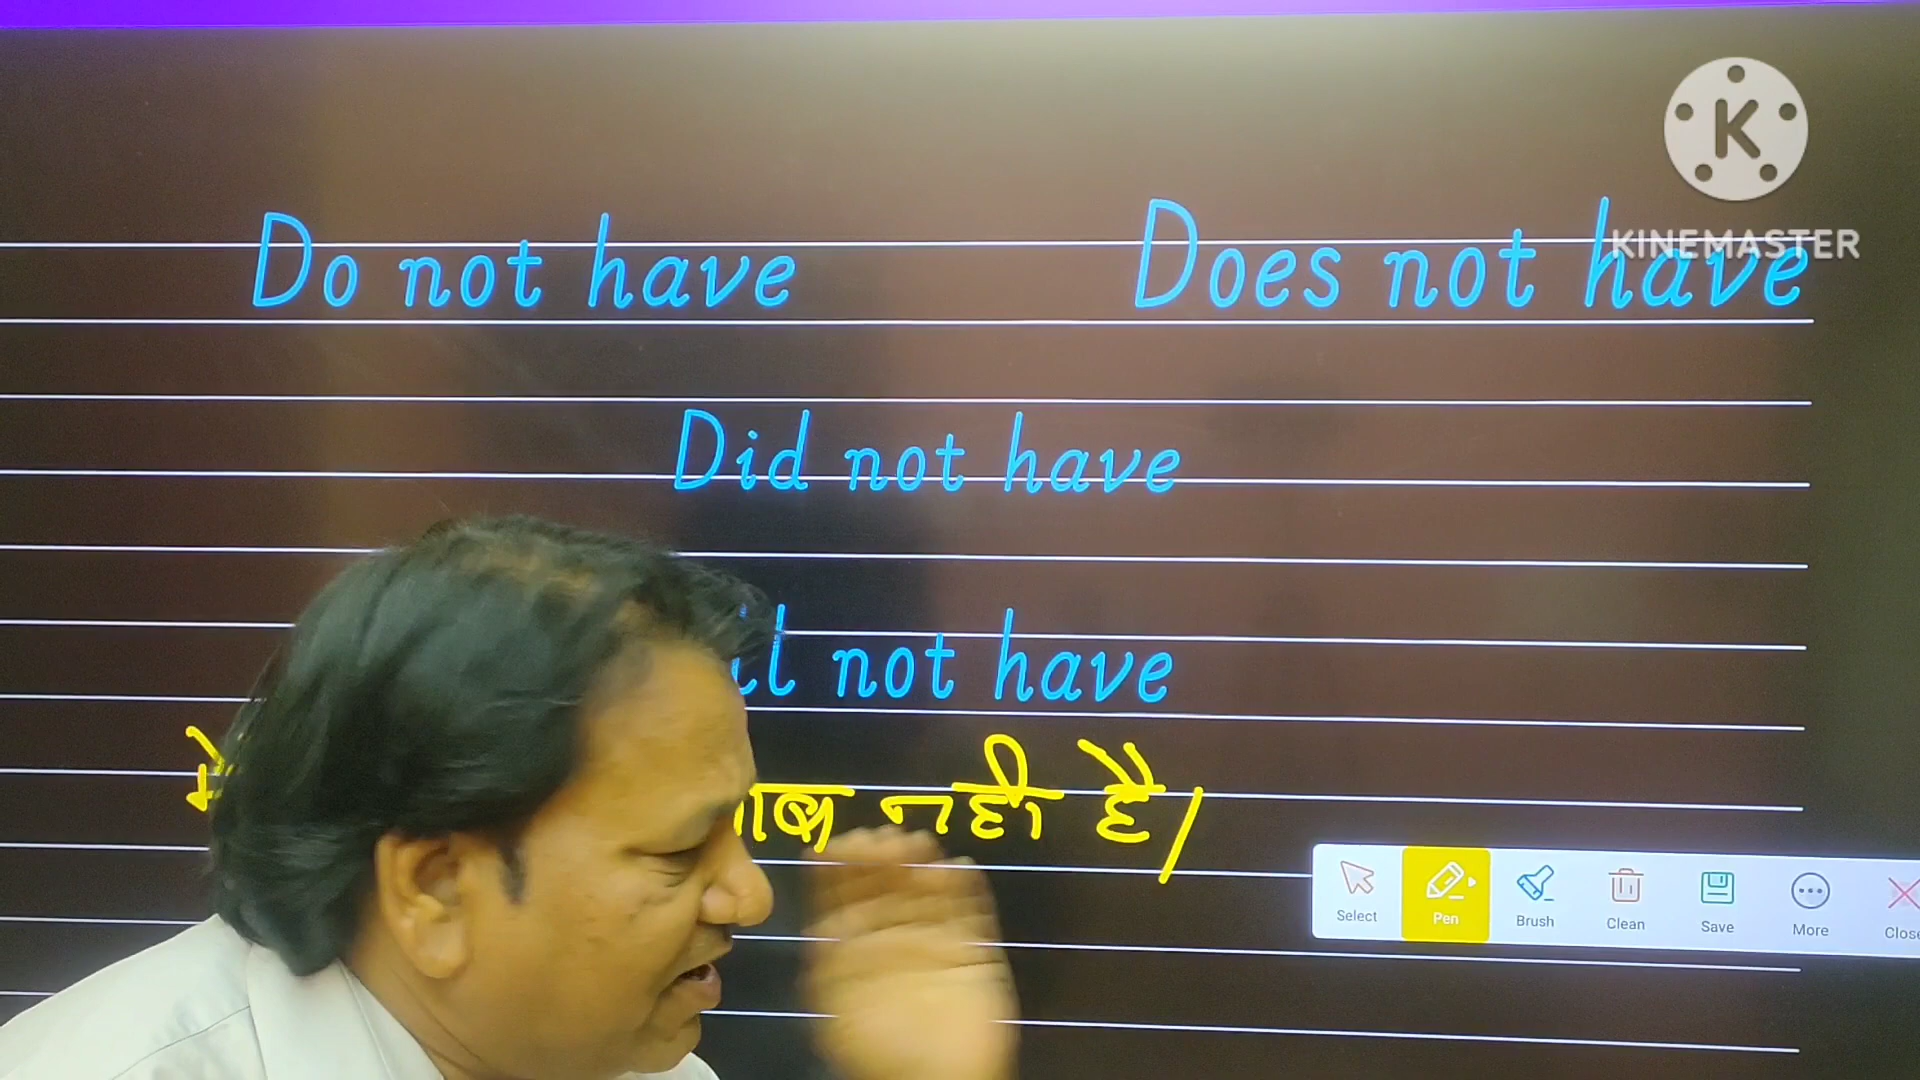 Do not have Does not have
KINEMASTER
Did not have
not have
नही है।
Select Pen Brush Clean Save More Close